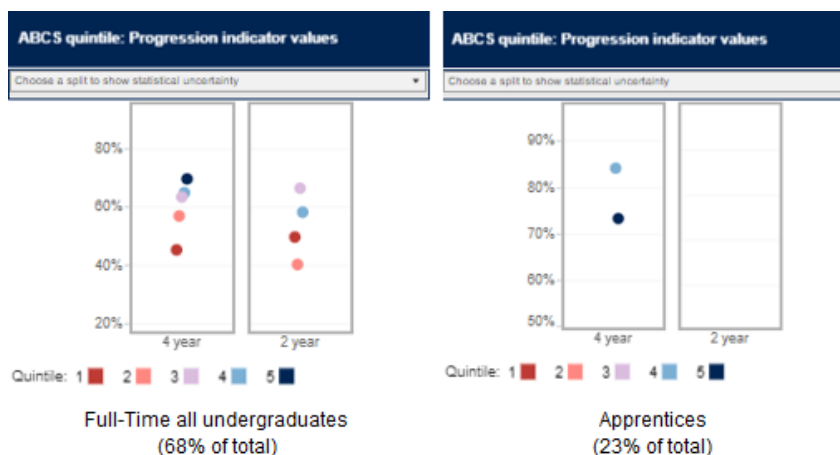 ABCS quintile: Progression indicator values
Choose a split to show statistical uncertainty
80%
60%
40%
20%
4 year
2 year
Quintile: 1 2 3 4 5
Full-Time all undergraduates
(68% of total)
ABCS quintile: Progression indicator values
Choose a split to show statistical uncertainty
90%
80%
70%
60%
50%
4 year
2 year
Quintile: 1 2 3 4 5
Apprentices
(23% of total)